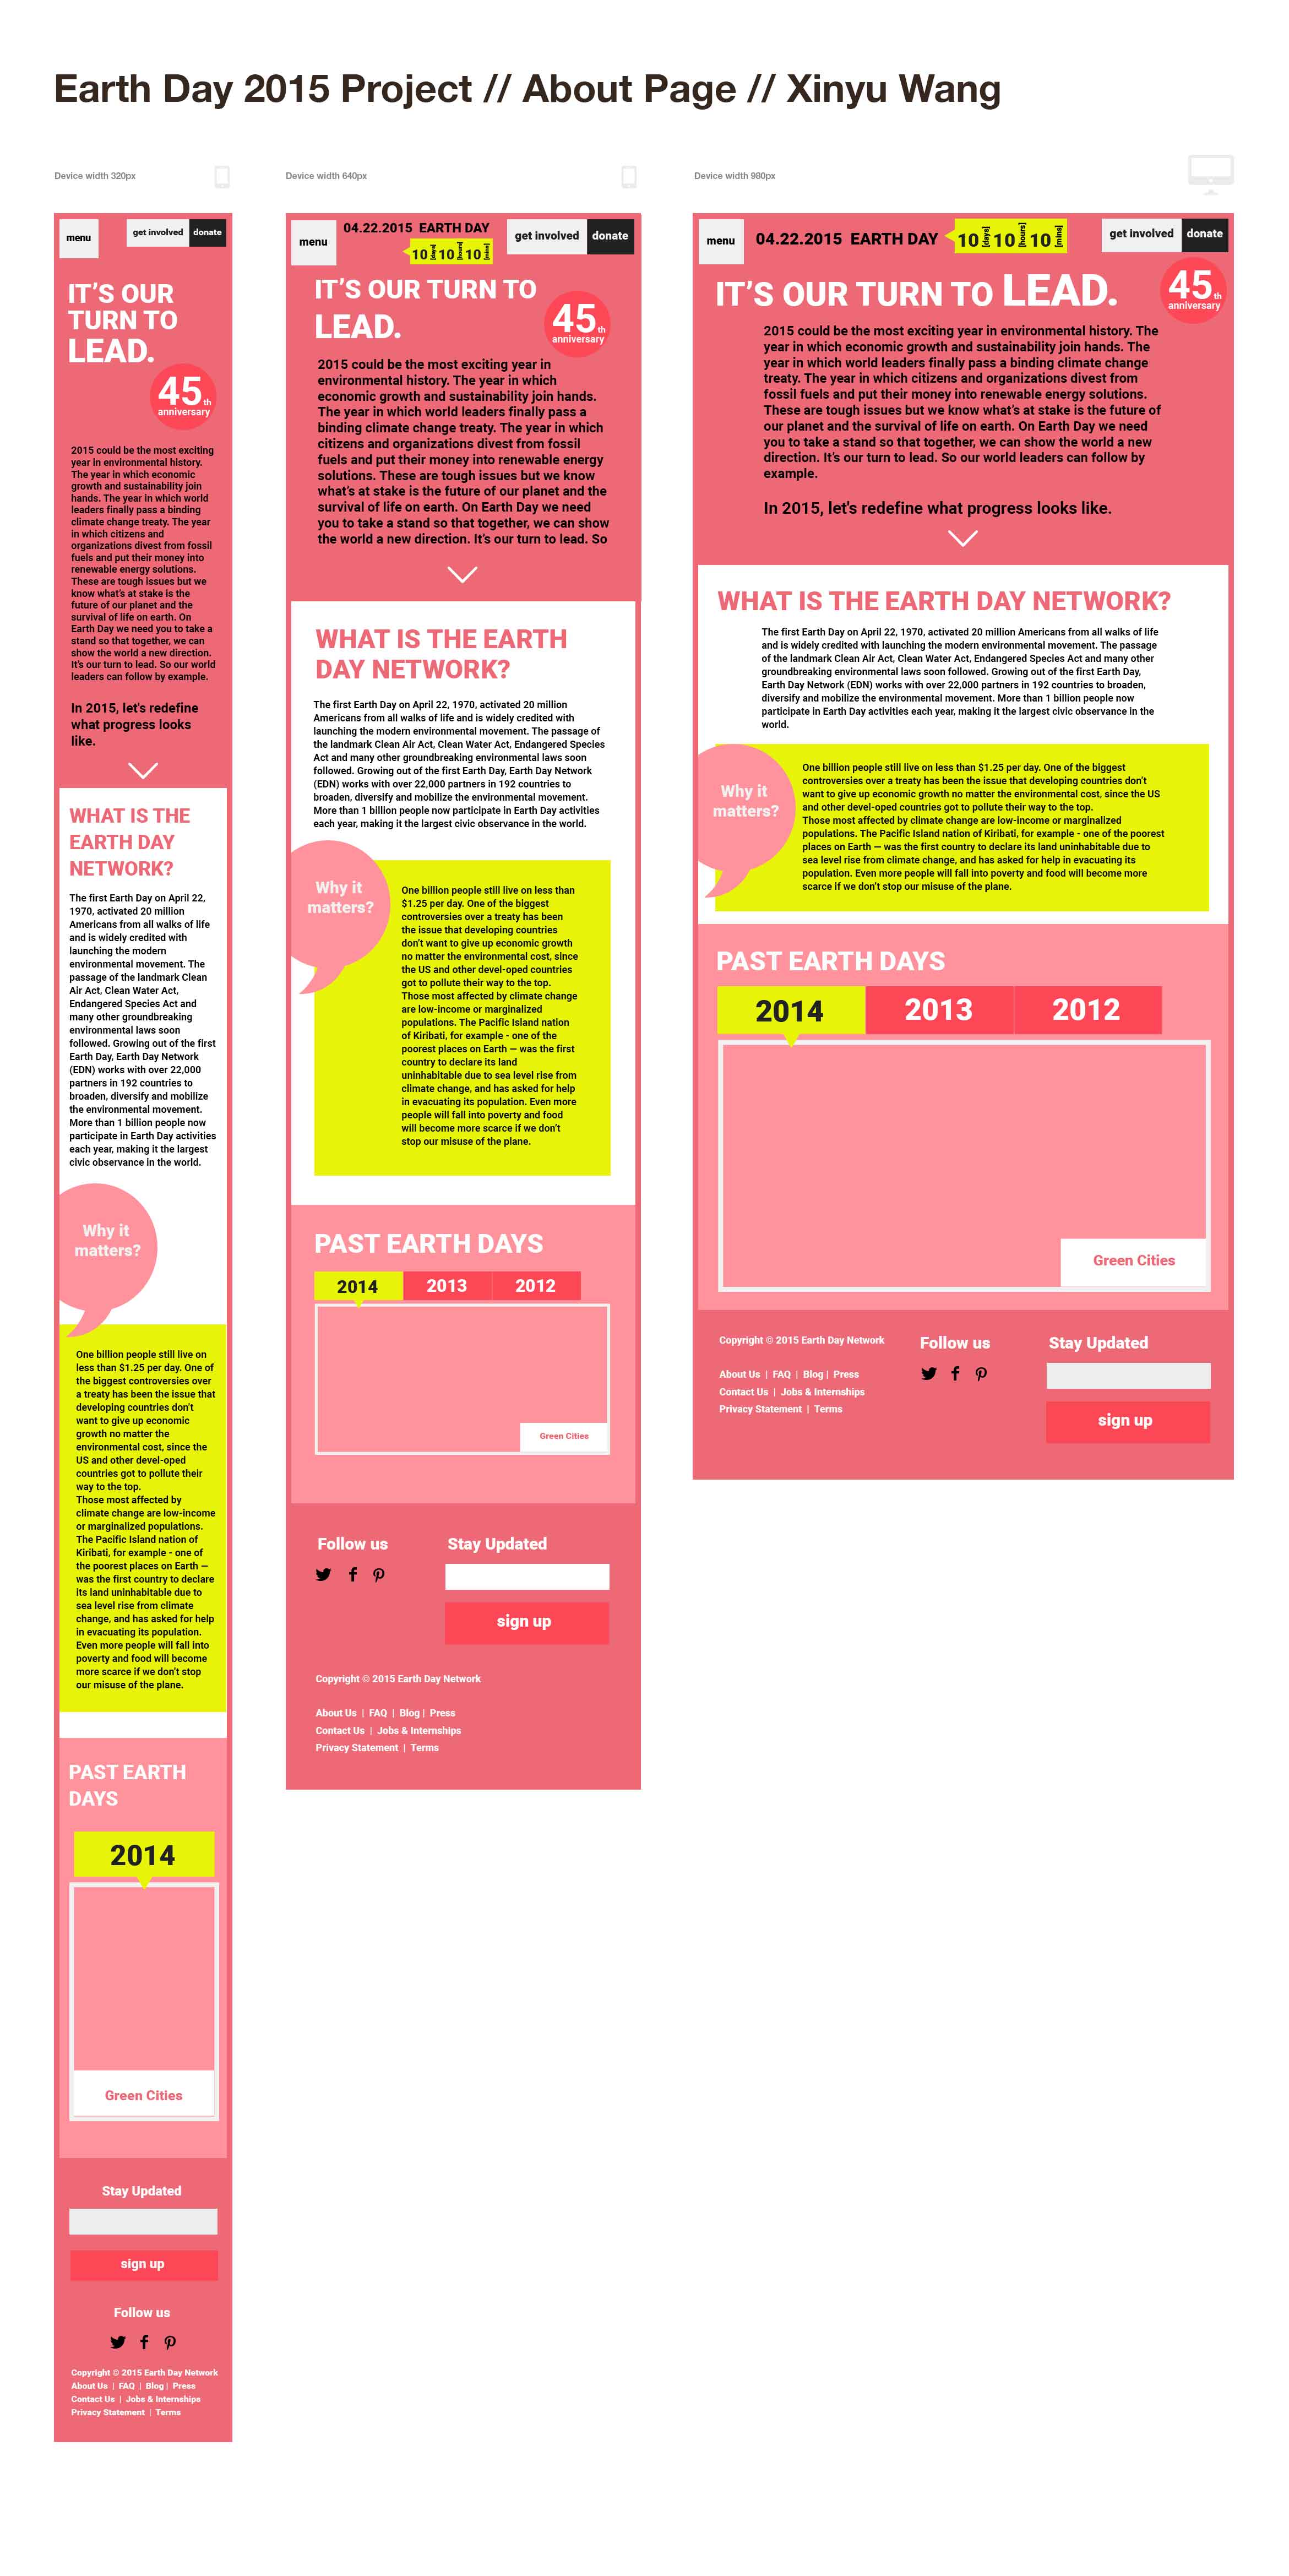 Earth Day 2015 Project // About Page // Xinyu Wang
Device width 320px
menu
get involved
donate
IT'S OUR
TURN TO
LEAD.
45th
anniversary
2015 could be the most exciting
year in environmental history.
The year in which economic
growth and sustainability join
hands. The year in which world
leaders finally pass a binding
climate change treaty. The year
in which citizens and
organizations divest from fossil
fuels and put their money into
renewable energy solutions.
These are tough issues but we
know what's at stake is the
future of our planet and the
survival of life on earth. On
Earth Day we need you to take a
stand so that together, we can
show the world a new direction.
It's our turn to lead. So our world
leaders can follow by example.
In 2015, let's redefine
what progress looks
like.
WHAT IS THE
EARTH DAY
NETWORK?
The first Earth Day on April 22,
1970, activated 20 million
Americans from all walks of life
and is widely credited with
launching the modern
environmental movement. The
passage of the landmark Clean
Air Act, Clean Water Act,
Endangered Species Act and
many other groundbreaking
environmental laws soon
followed. Growing out of the first
Earth Day, Earth Day Network
(EDN) works with over 22,000
partners in 192 countries to
broaden, diversify and mobilize
the environmental movement.
More than 1 billion people now
participate in Earth Day activities
each year, making it the largest
civic observance in the world.
Why it
matters?
One billion people still live on
less than $1.25 per day. One of
the biggest controversies over
a treaty has been the issue that
developing countries don't
want to give up economic
growth no matter the
environmental cost, since the
US and other devel-oped
countries got to pollute their
way to the top.
Those most affected by
climate change are low-income
or marginalized populations.
The Pacific Island nation of
Kiribati, for example - one of
the poorest places on Earth —
was the first country to declare
its land uninhabitable due to
sea level rise from climate
change, and has asked for help
in evacuating its population.
Even more people will fall into
poverty and food will become
more scarce if we don't stop
our misuse of the plane.
PAST EARTH
DAYS
2014
Green Cities
Stay Updated
sign up
Follow us
Copyright © 2015 Earth Day Network
About Us | FAQ | Blog | Press
Contact Us | Jobs & Internships
Privacy Statement | Terms
Device width 640px
menu
04.22.2015 EARTH DAY
10 [days] 10 [hours] 10 [mins]
get involved
donate
IT'S OUR TURN TO
LEAD.
45th
anniversary
2015 could be the most exciting year in
environmental history. The year in which
economic growth and sustainability join hands.
The year in which world leaders finally pass a
binding climate change treaty. The year in which
citizens and organizations divest from fossil
fuels and put their money into renewable energy
solutions. These are tough issues but we know
what's at stake is the future of our planet and the
survival of life on earth. On Earth Day we need
you to take a stand so that together, we can show
the world a new direction. It's our turn to lead. So
WHAT IS THE EARTH
DAY NETWORK?
The first Earth Day on April 22, 1970, activated 20 million
Americans from all walks of life and is widely credited with
launching the modern environmental movement. The passage of
the landmark Clean Air Act, Clean Water Act, Endangered Species
Act and many other groundbreaking environmental laws soon
followed. Growing out of the first Earth Day, Earth Day Network
(EDN) works with over 22,000 partners in 192 countries to
broaden, diversify and mobilize the environmental movement.
More than 1 billion people now participate in Earth Day activities
each year, making it the largest civic observance in the world.
Why it
matters?
One billion people still live on less than
$1.25 per day. One of the biggest
controversies over a treaty has been
the issue that developing countries
don't want to give up economic growth
no matter the environmental cost, since
the US and other devel-oped countries
got to pollute their way to the top.
Those most affected by climate change
are low-income or marginalized
populations. The Pacific Island nation
of Kiribati, for example - one of the
poorest places on Earth — was the first
country to declare its land
uninhabitable due to sea level rise from
climate change, and has asked for help
in evacuating its population. Even more
people will fall into poverty and food
will become more scarce if we don't
stop our misuse of the plane.
PAST EARTH DAYS
2014
2013
2012
Green Cities
Follow us
Stay Updated
sign up
Copyright © 2015 Earth Day Network
About Us | FAQ | Blog | Press
Contact Us | Jobs & Internships
Privacy Statement | Terms
Device width 980px
menu
04.22.2015 EARTH DAY
10 [days] 10 [hours] 10 [mins]
get involved
donate
IT'S OUR TURN TO LEAD.
45th
anniversary
2015 could be the most exciting year in environmental history. The
year in which economic growth and sustainability join hands. The
year in which world leaders finally pass a binding climate change
treaty. The year in which citizens and organizations divest from
fossil fuels and put their money into renewable energy solutions.
These are tough issues but we know what's at stake is the future of
our planet and the survival of life on earth. On Earth Day we need
you to take a stand so that together, we can show the world a new
direction. It's our turn to lead. So our world leaders can follow by
example.
In 2015, let's redefine what progress looks like.
WHAT IS THE EARTH DAY NETWORK?
The first Earth Day on April 22, 1970, activated 20 million Americans from all walks of life
and is widely credited with launching the modern environmental movement. The passage
of the landmark Clean Air Act, Clean Water Act, Endangered Species Act and many other
groundbreaking environmental laws soon followed. Growing out of the first Earth Day,
Earth Day Network (EDN) works with over 22,000 partners in 192 countries to broaden,
diversify and mobilize the environmental movement. More than 1 billion people now
participate in Earth Day activities each year, making it the largest civic observance in the
world.
Why it
matters?
One billion people still live on less than $1.25 per day. One of the biggest
controversies over a treaty has been the issue that developing countries don't
want to give up economic growth no matter the environmental cost, since the US
and other devel-oped countries got to pollute their way to the top.
Those most affected by climate change are low-income or marginalized
populations. The Pacific Island nation of Kiribati, for example - one of the poorest
places on Earth — was the first country to declare its land uninhabitable due to
sea level rise from climate change, and has asked for help in evacuating its
population. Even more people will fall into poverty and food will become more
scarce if we don't stop our misuse of the plane.
PAST EARTH DAYS
2014
2013
2012
Green Cities
Copyright © 2015 Earth Day Network
About Us | FAQ | Blog | Press
Contact Us | Jobs & Internships
Privacy Statement | Terms
Follow us
Stay Updated
sign up